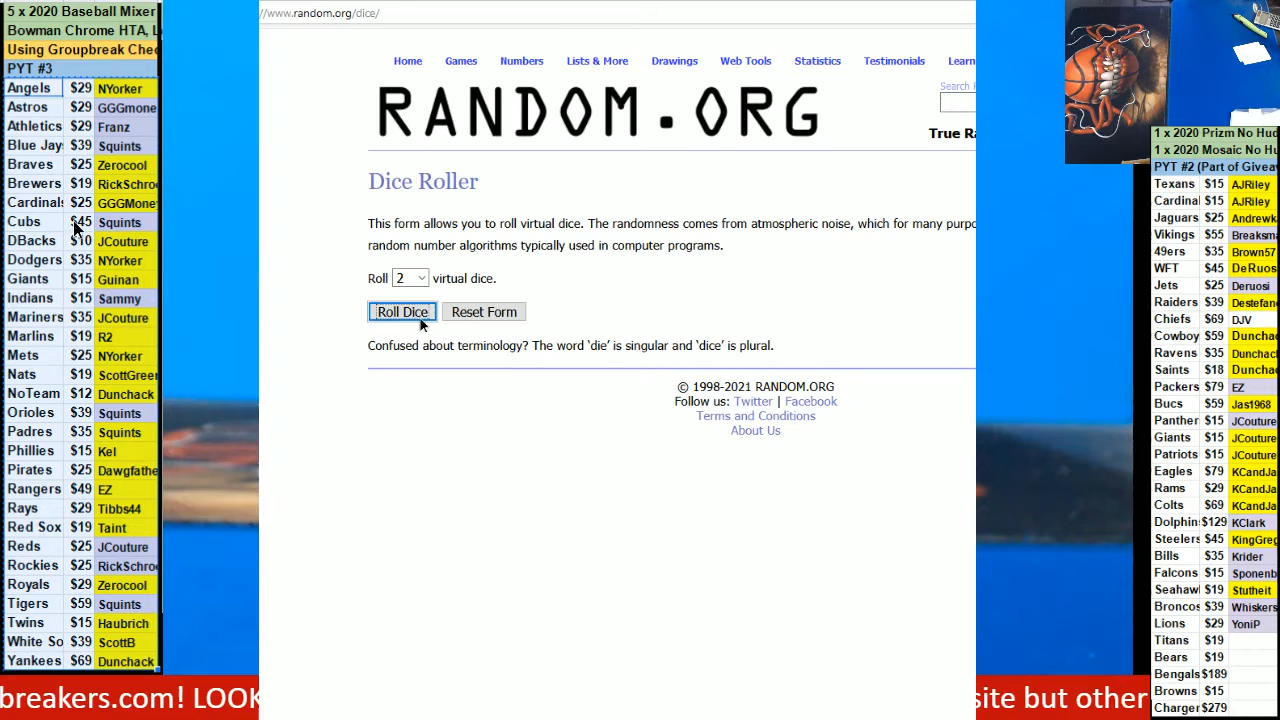 5 x 2020 Baseball Mixer
Bowman Chrome HTA, L
Using Groupbreak Chec
PYT #3
Angels $29 NYorker
Astros $29 GGGmone
Athletics $29 Franz
Blue Jay $39 Squints
Braves $25 Zerocool
Brewers $19 RickSchro
Cardinals $25 GGGMoney
Cubs $45 Squints
DBacks $10 JCouture
Dodgers $35 NYorker
Giants $15 Guinan
Indians $15 Sammy
Mariners $35 JCouture
Marlins $19 R2
Mets $25 NYorker
Nats $19 ScottGreer
NoTeam $12 Dunchack
Orioles $39 Squints
Padres $35 Squints
Phillies $15 Kel
Pirates $25 Dawgfathe
Rangers $49 EZ
Rays $29 Tibbs44
Red Sox $19 Taint
Reds $25 JCouture
Rockies $25 RickSchro
Royals $29 Zerocool
Tigers $59 Squints
Twins $15 Haubrich
White So $39 ScottB
Yankees $69 Dunchack
//www.random.org/dice/
Home Games Numbers Lists & More Drawings Web Tools Statistics Testimonials Learn
Search
RANDOM.ORG
True Ra
Dice Roller
This form allows you to roll virtual dice. The randomness comes from atmospheric noise, which for many purpo
random number algorithms typically used in computer programs.
Roll 2 virtual dice.
Roll Dice Reset Form
Confused about terminology? The word ‘die’ is singular and ‘dice’ is plural.
© 1998-2021 RANDOM.ORG
Follow us: Twitter | Facebook
Terms and Conditions
About Us
1 x 2020 Prizm No Hud
1 x 2020 Mosaic No Hu
PYT #2 (Part of Giveaw
Texans $15 AJRiley
Cardinal $15 AJRiley
Jaguars $25 Andrewk
Vikings $55 Breaksma
49ers $35 Brown57
WFT $45 DeRuos
Jets $25 Deruosi
Raiders $39 Destefan
Chiefs $69 DJV
Cowboy $59 Dunchac
Ravens $35 Dunchac
Saints $18 Dunchac
Packers $79 EZ
Bucs $59 Jas1968
Panther $15 JCouture
Giants $15 JCouture
Patriots $15 JCouture
Eagles $79 KCandJa
Rams $29 KCandJa
Colts $69 KCandJa
Dolphin $129 KClark
Steelers $45 KingGreg
Bills $35 Krider
Falcons $15 Sponenb
Seahaw $19 Stutheit
Broncos $39 Whiskers
Lions $29 YoniP
Titans $19
Bears $19
Bengals $189
Browns $15
Charger $279
breakers.com! LOOK
site but other